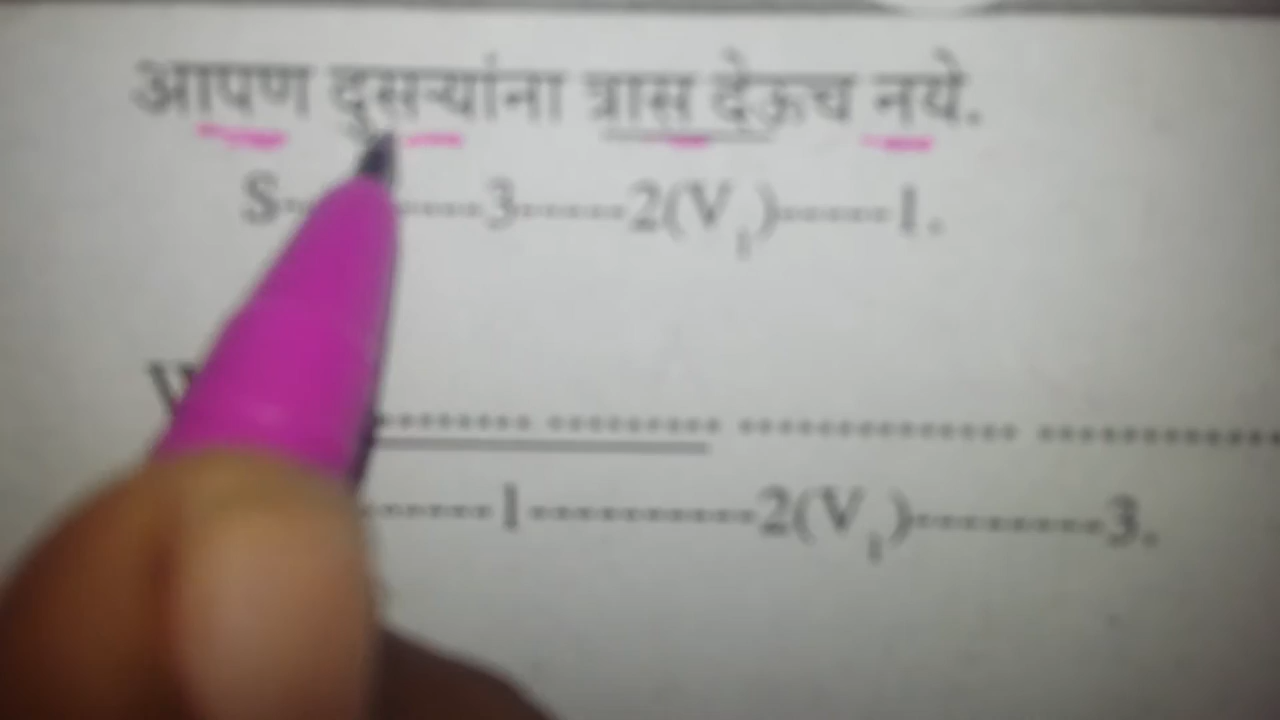 आपण दुसऱ्यांना त्रास देऊच नये.
S-------3-----2(V1)-----1.
------1----------2(V1)--------3.